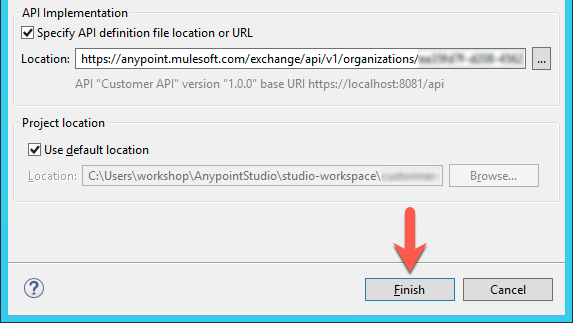 API Implementation
Specify API definition file location or URL
Location: https://anypoint.mulesoft.com/exchange/api/v1/organizations/ ...
API "Customer API" version "1.0.0" base URI https://localhost:8081/api
Project location
Use default location
Location: C:\Users\workshop\AnypointStudio\studio-workspace\ Browse...
? Finish Cancel